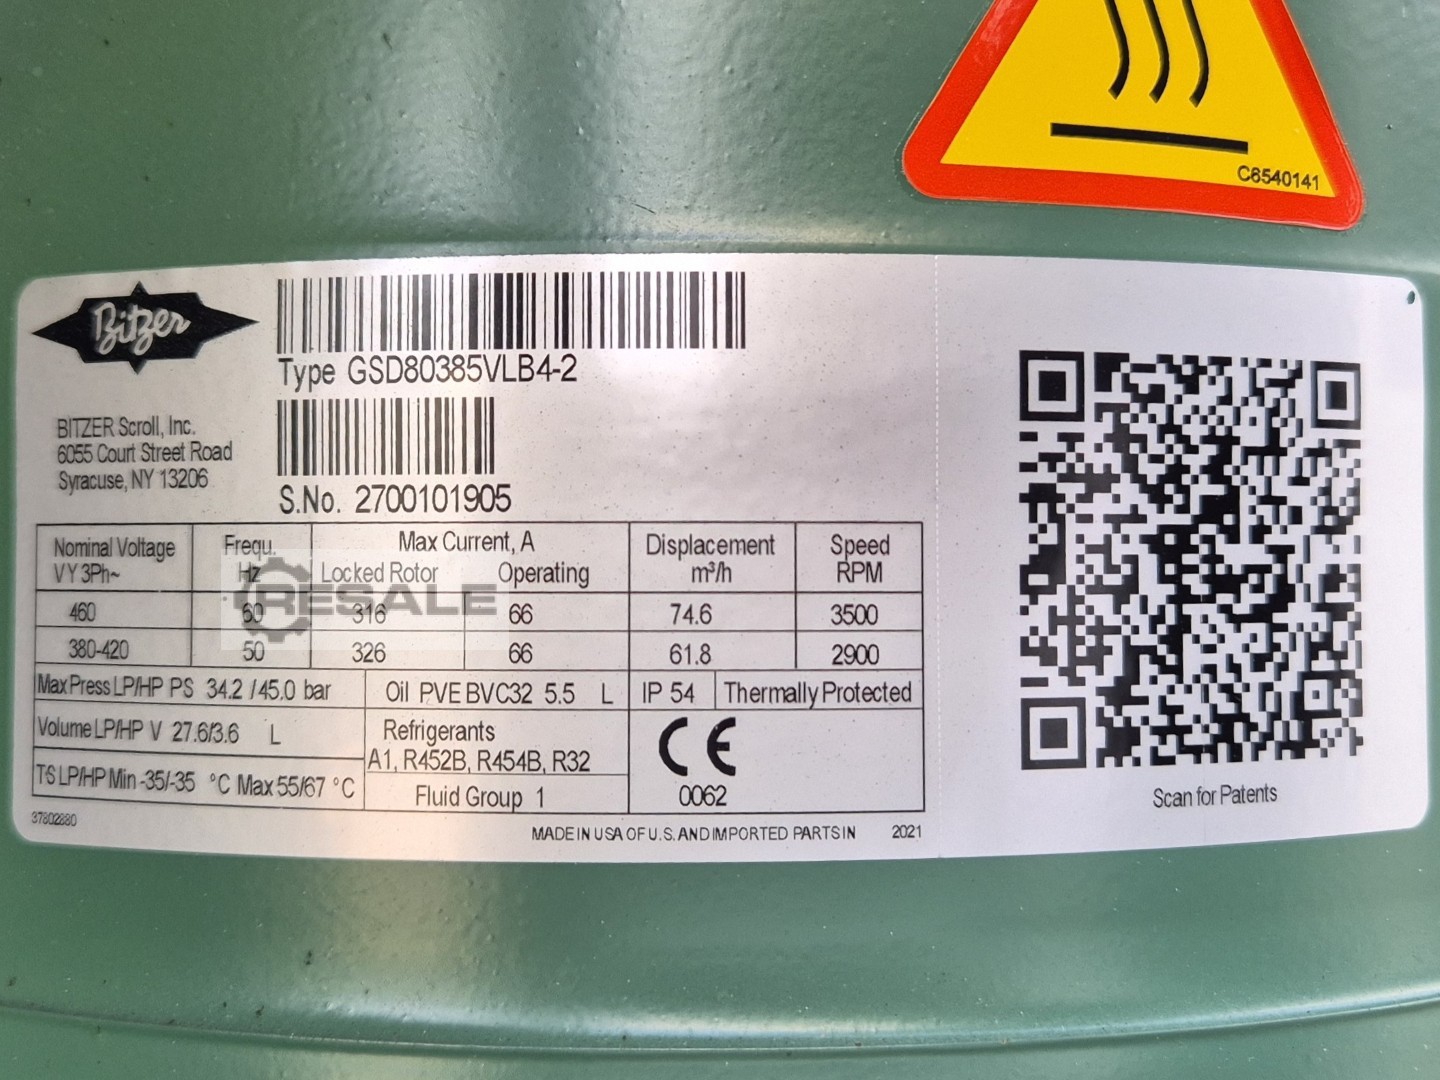 C6540141
Bitzer
Type GSD80385VLB4-2
BITZER Scroll, Inc.
6055 Court Street Road
Syracuse, NY 13206
S.No. 2700101905
Nominal Voltage
V Y 3Ph~
Frequ.
Hz
Max Current, A
Locked Rotor
Operating
Displacement
m³/h
Speed
RPM
RESALE
460 60 316 66 74.6 3500
380-420 50 326 66 61.8 2900
Max Press LP/HP PS 34.2 / 45.0 bar
Oil PVE BVC32 5.5 L
IP 54
Thermally Protected
Volume LP/HP V 27.6/3.6 L
Refrigerants
A1, R452B, R454B, R32
CE
TS LP/HP Min -35/-35 °C Max 55/67 °C
Fluid Group 1
0062
Scan for Patents
37802880
MADE IN USA OF U.S. AND IMPORTED PARTS IN 2021